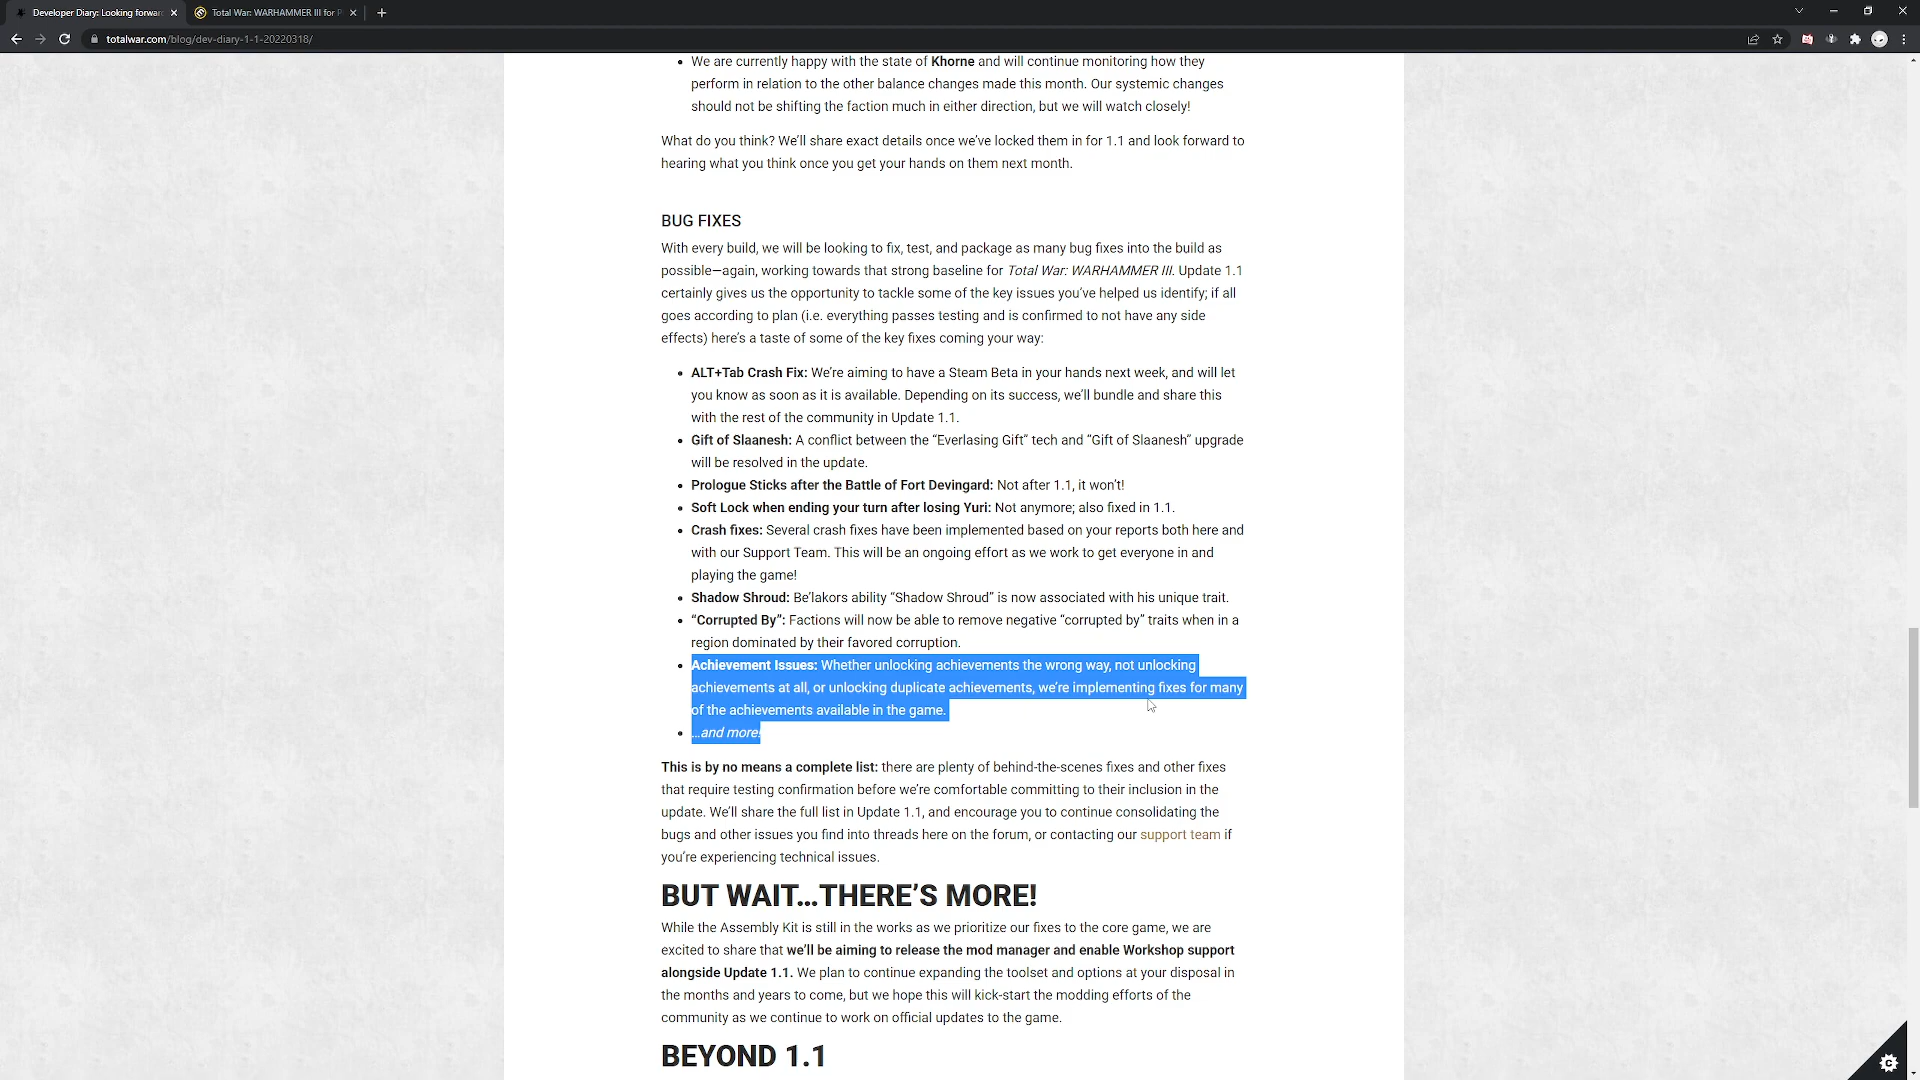 Developer Diary: Looking forwar
Total War: WARHAMMER III for P
totalwar.com/blog/dev-diary-1-1-20220318/
We are currently happy with the state of Khorne and will continue monitoring how they
perform in relation to the other balance changes made this month. Our systemic changes
should not be shifting the faction much in either direction, but we will watch closely!
What do you think? We’ll share exact details once we’ve locked them in for 1.1 and look forward to
hearing what you think once you get your hands on them next month.
BUG FIXES
With every build, we will be looking to fix, test, and package as many bug fixes into the build as
possible—again, working towards that strong baseline for Total War: WARHAMMER III. Update 1.1
certainly gives us the opportunity to tackle some of the key issues you’ve helped us identify; if all
goes according to plan (i.e. everything passes testing and is confirmed to not have any side
effects) here’s a taste of some of the key fixes coming your way:
ALT+Tab Crash Fix: We’re aiming to have a Steam Beta in your hands next week, and will let
you know as soon as it is available. Depending on its success, we’ll bundle and share this
with the rest of the community in Update 1.1.
Gift of Slaanesh: A conflict between the “Everlasing Gift” tech and “Gift of Slaanesh” upgrade
will be resolved in the update.
Prologue Sticks after the Battle of Fort Devingard: Not after 1.1, it won’t!
Soft Lock when ending your turn after losing Yuri: Not anymore; also fixed in 1.1.
Crash fixes: Several crash fixes have been implemented based on your reports both here and
with our Support Team. This will be an ongoing effort as we work to get everyone in and
playing the game!
Shadow Shroud: Be’lakors ability “Shadow Shroud” is now associated with his unique trait.
“Corrupted By”: Factions will now be able to remove negative “corrupted by” traits when in a
region dominated by their favored corruption.
Achievement Issues: Whether unlocking achievements the wrong way, not unlocking
achievements at all, or unlocking duplicate achievements, we’re implementing fixes for many
of the achievements available in the game.
…and more!
This is by no means a complete list: there are plenty of behind-the-scenes fixes and other fixes
that require testing confirmation before we’re comfortable committing to their inclusion in the
update. We’ll share the full list in Update 1.1, and encourage you to continue consolidating the
bugs and other issues you find into threads here on the forum, or contacting our support team if
you’re experiencing technical issues.
BUT WAIT…THERE’S MORE!
While the Assembly Kit is still in the works as we prioritize our fixes to the core game, we are
excited to share that we’ll be aiming to release the mod manager and enable Workshop support
alongside Update 1.1. We plan to continue expanding the toolset and options at your disposal in
the months and years to come, but we hope this will kick-start the modding efforts of the
community as we continue to work on official updates to the game.
BEYOND 1.1